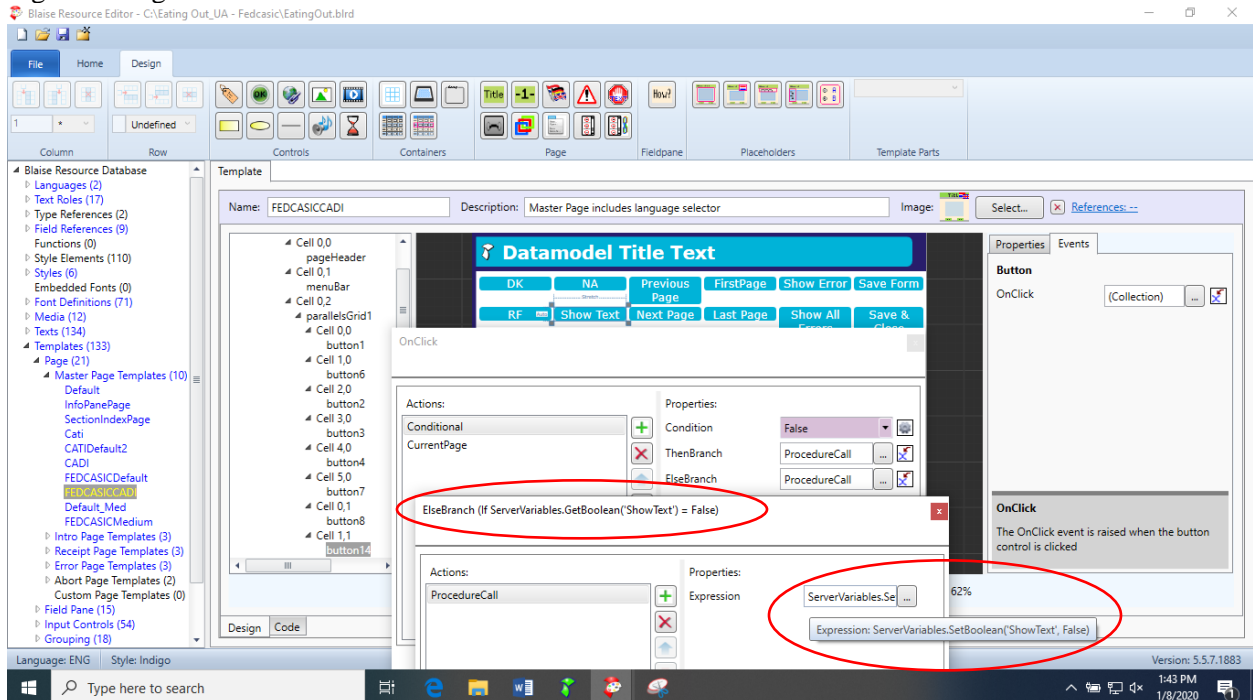 Blaise Resource Editor - C:\Eating Out_UA - Fedcasic\EatingOut.blrd
File Home Design
OK Title -1- How?
1 * Undefined
Column Row Controls Containers Page Fieldpane Placeholders Template Parts
Blaise Resource Database
Languages (2)
Text Roles (17)
Type References (2)
Field References (9)
Functions (0)
Style Elements (110)
Styles (6)
Embedded Fonts (0)
Font Definitions (71)
Media (12)
Texts (134)
Templates (133)
Page (21)
Master Page Templates (10)
Default
InfoPanePage
SectionIndexPage
Cati
CATIDefault2
CADI
FEDCASICDefault
FEDCASICCADI
Default_Med
FEDCASICMedium
Intro Page Templates (3)
Receipt Page Templates (3)
Error Page Templates (3)
Abort Page Templates (2)
Custom Page Templates (0)
Field Pane (15)
Input Controls (54)
Grouping (18)
Template
Name: FEDCASICCADI Description: Master Page includes language selector Image: Select... References: --
Cell 0,0
pageHeader
Cell 0,1
menuBar
Cell 0,2
parallelsGrid1
Cell 0,0
button1
Cell 1,0
button6
Cell 2,0
button2
Cell 3,0
button3
Cell 4,0
button4
Cell 5,0
button7
Cell 0,1
button8
Cell 1,1
button14
Datamodel Title Text
DK NA Previous Page FirstPage Show Error Save Form
RF Show Text Next Page Last Page Show All Errors Save & Close
Properties Events
Button
OnClick (Collection) ...
OnClick
The OnClick event is raised when the button
control is clicked
OnClick
Actions: Properties:
Conditional Condition False
CurrentPage ThenBranch ProcedureCall ...
ElseBranch ProcedureCall ...
ElseBranch (If ServerVariables.GetBoolean('ShowText') = False)
Actions: Properties:
ProcedureCall Expression ServerVariables.Se ...
Expression: ServerVariables.SetBoolean('ShowText', False)
62%
Design Code
Language: ENG Style: Indigo Version: 5.5.7.1883
Type here to search
1:43 PM
1/8/2020